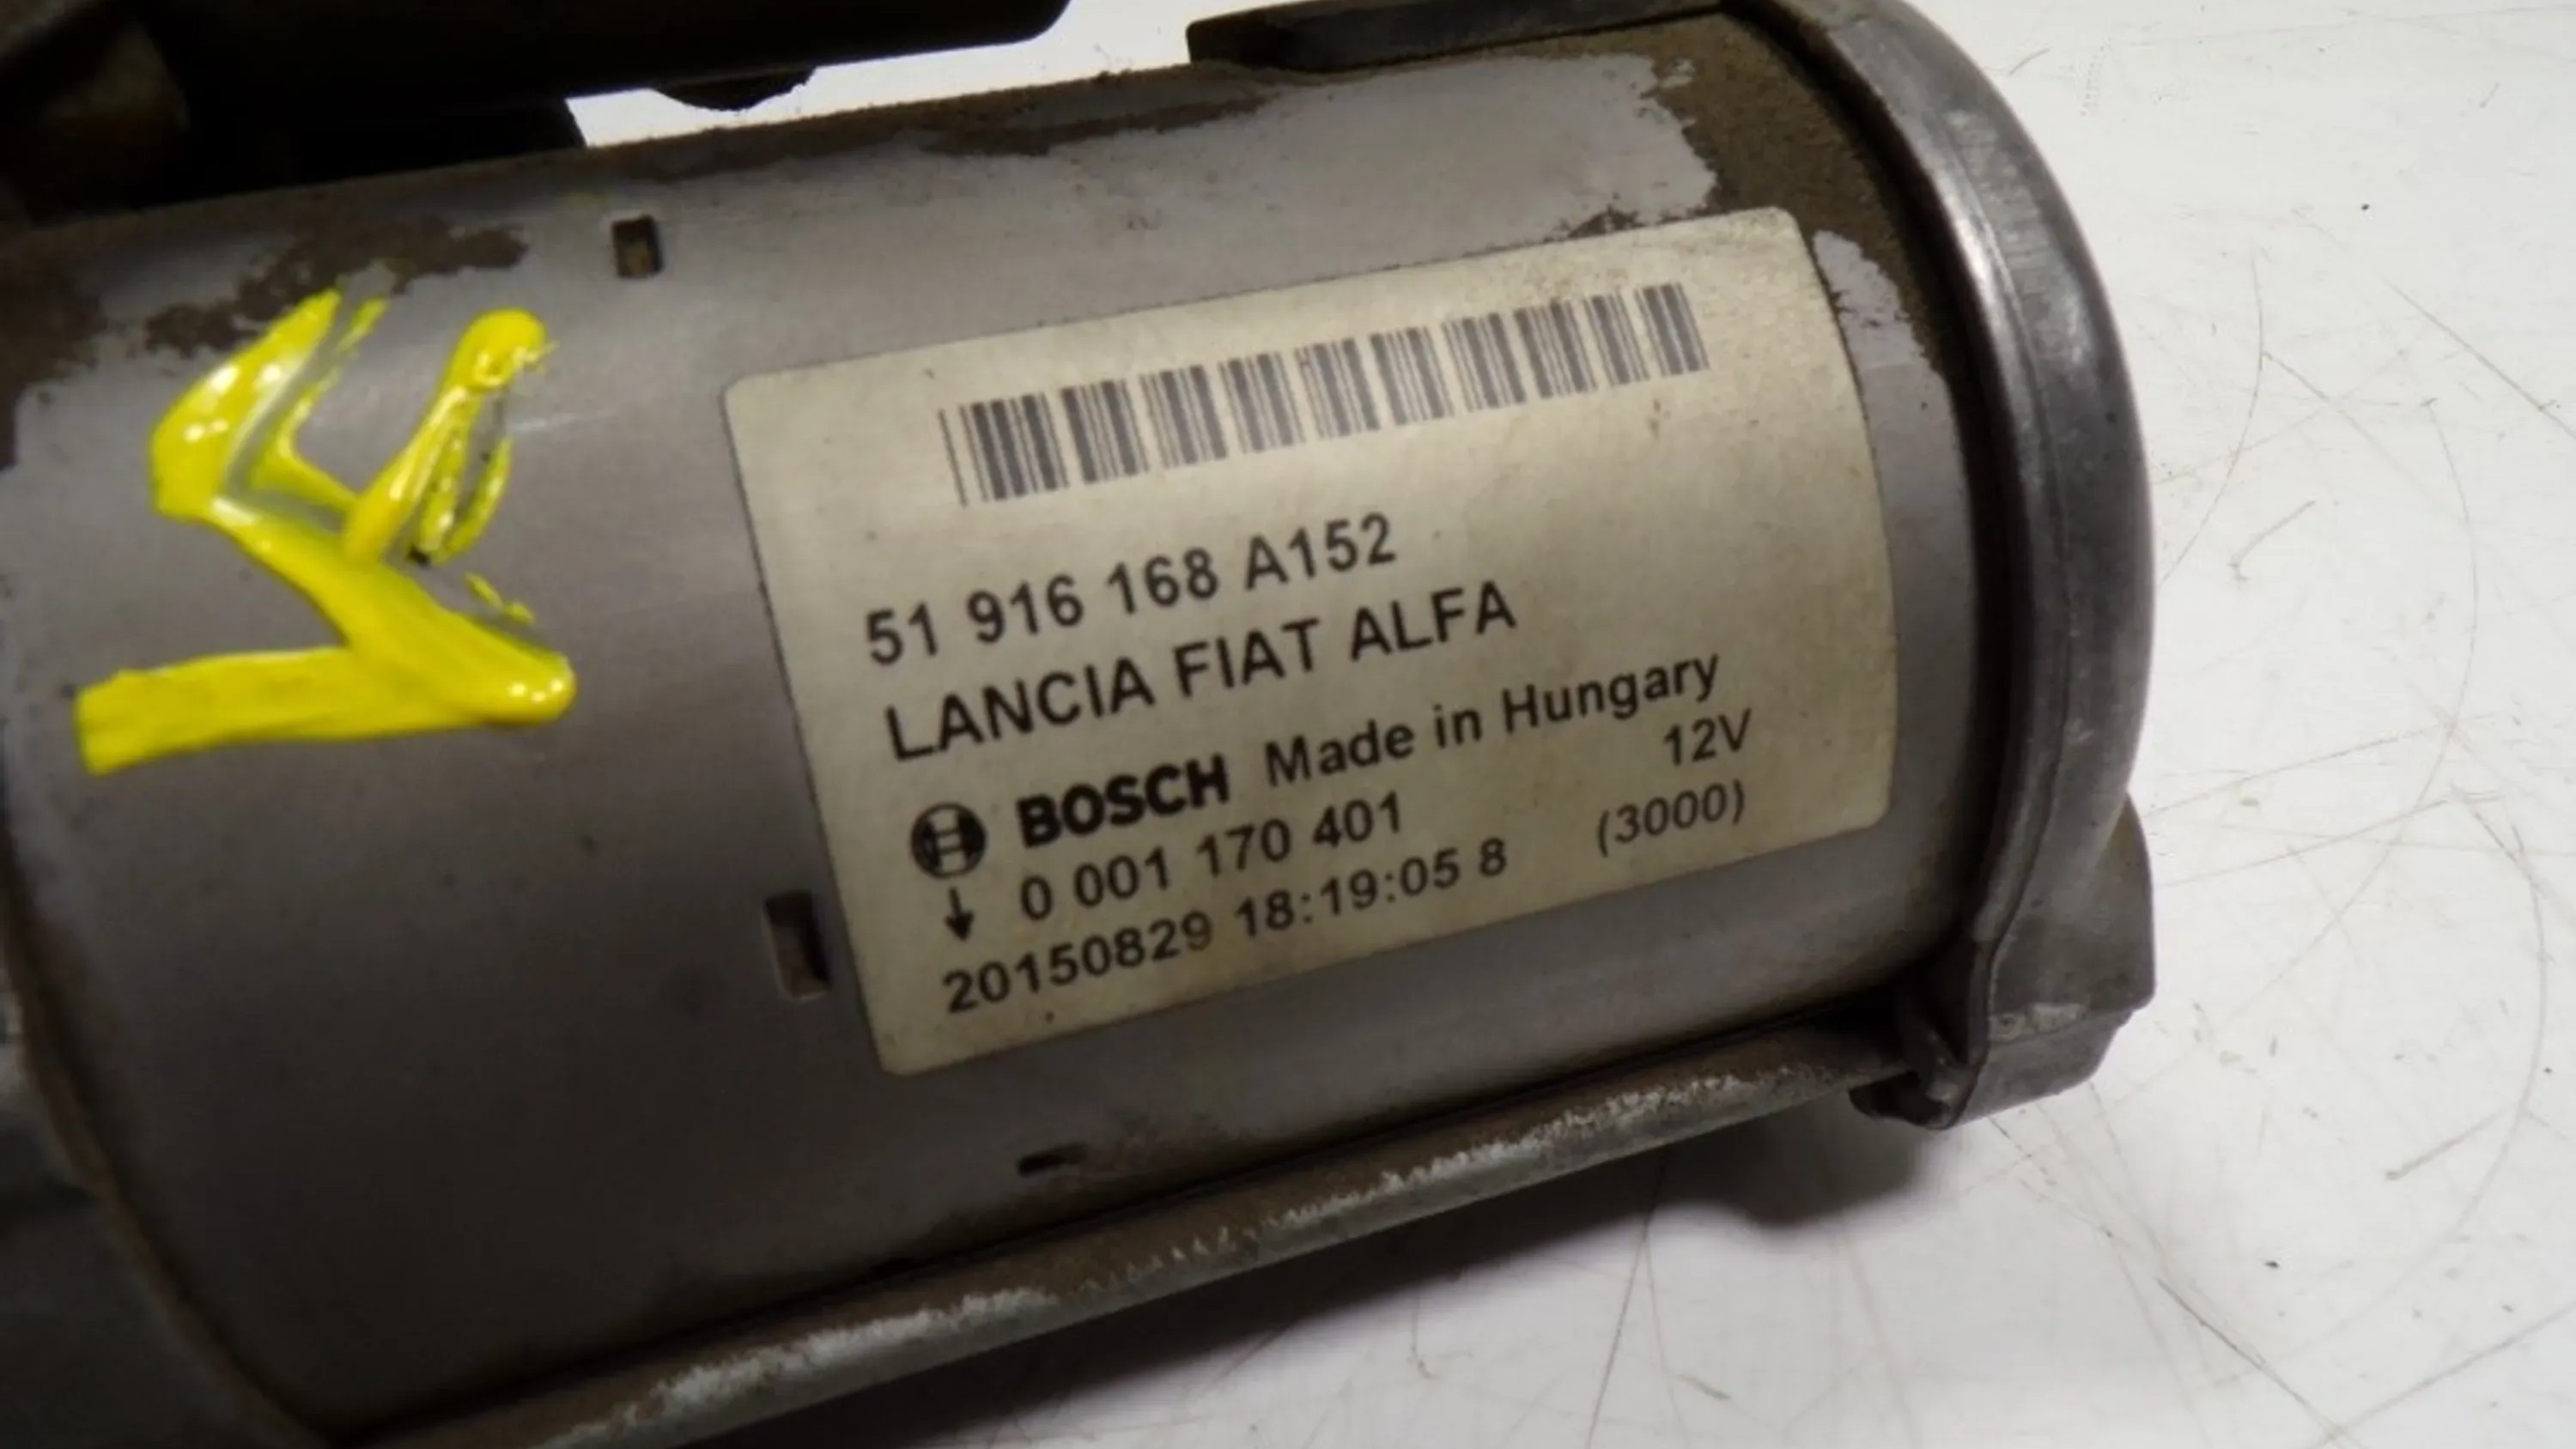 51 916 168 A152
LANCIA FIAT ALFA
BOSCH Made in Hungary
12V
0 001 170 401
(3000)
20150829 18:19:05 8